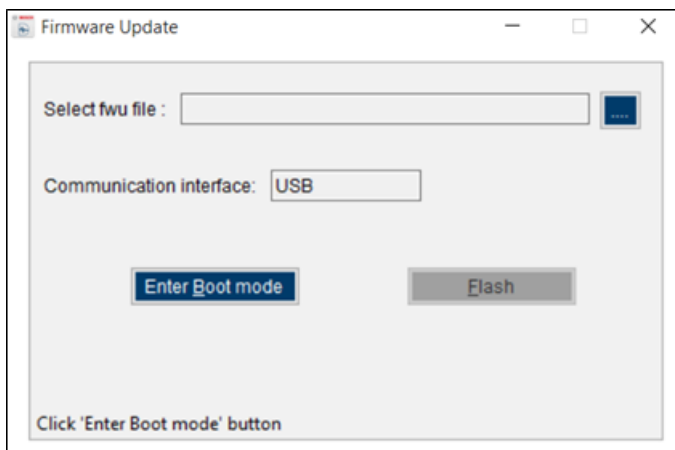 Firmware Update
Select fwu file :
....
Communication interface: USB
Enter Boot mode
Flash
Click 'Enter Boot mode' button